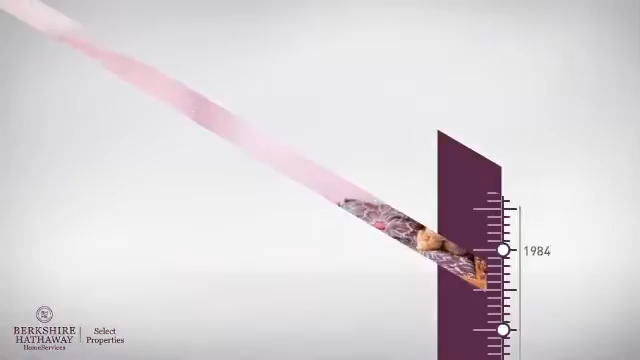 1984
BERKSHIRE
HATHAWAY
HomeServices
Select
Properties